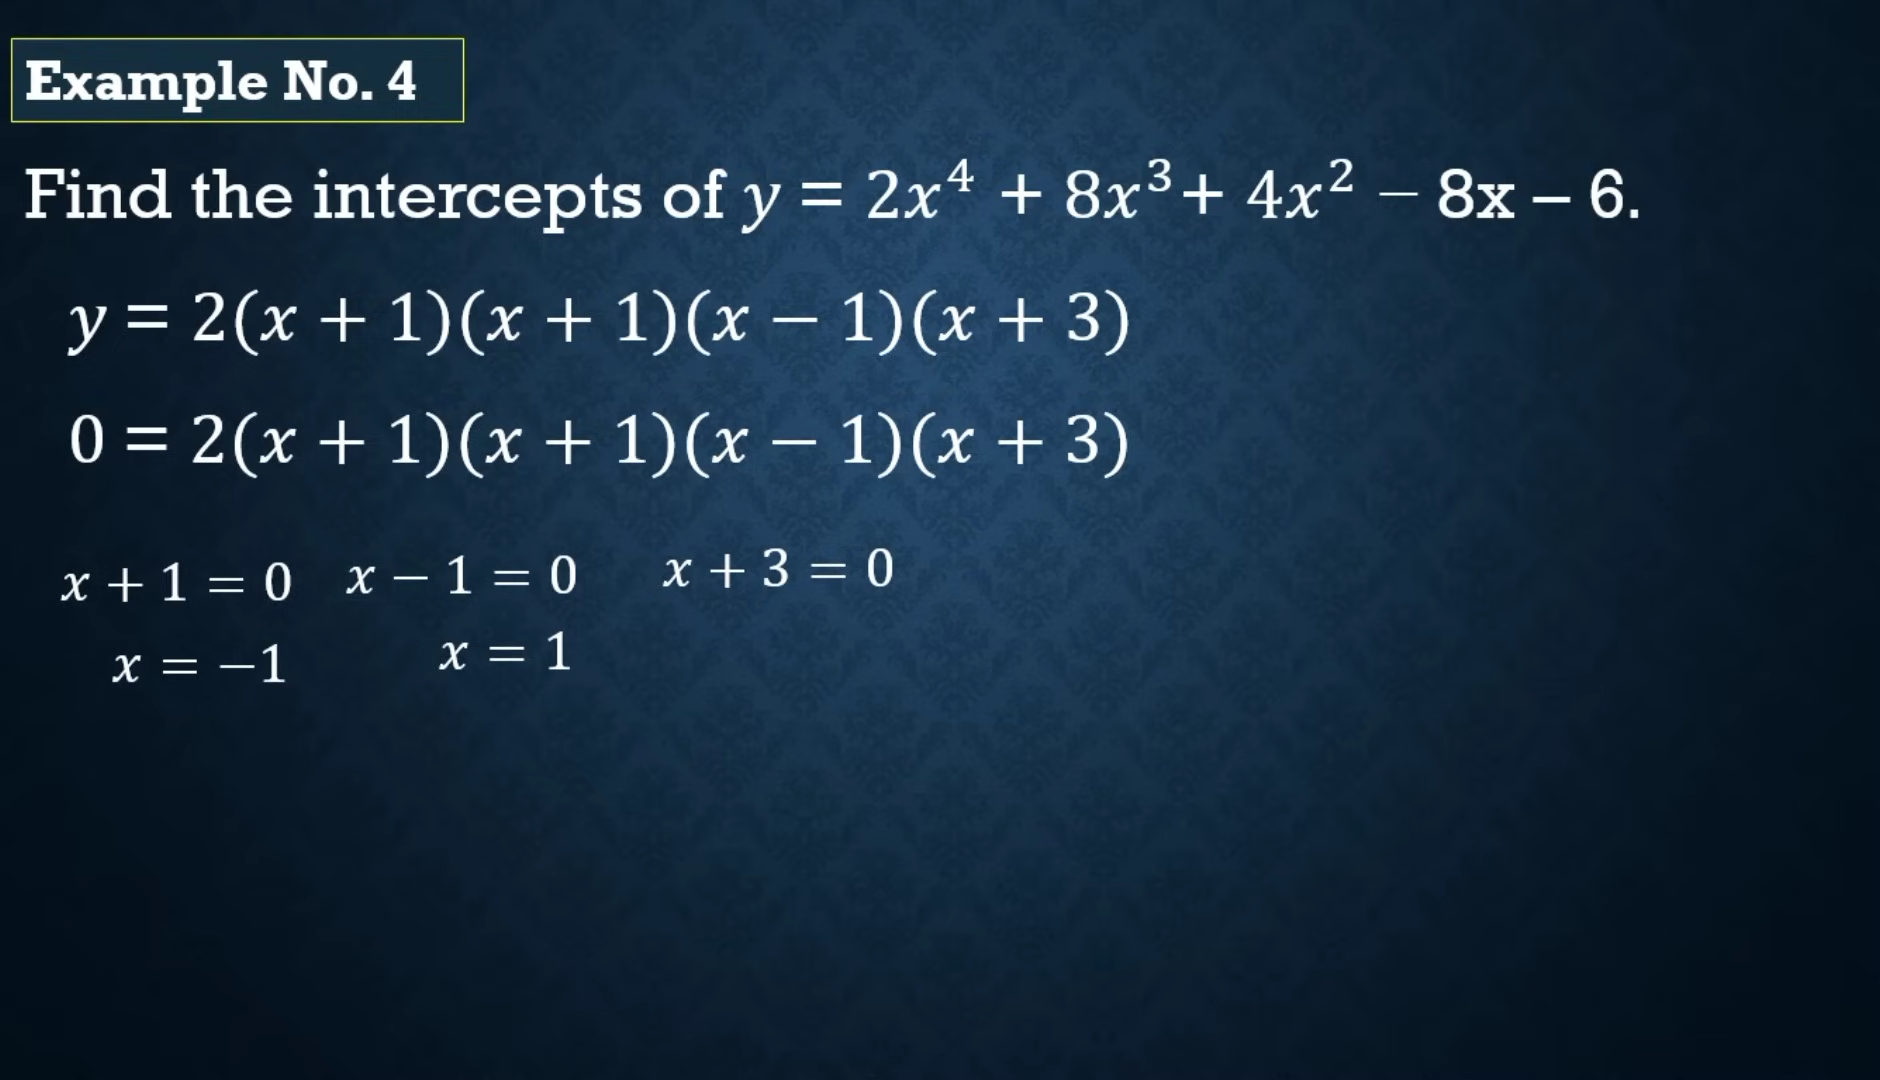 Example No. 4
Find the intercepts of y = 2x⁴ + 8x³+ 4x² − 8x – 6.
y = 2(x + 1)(x + 1)(x − 1)(x + 3)
0 = 2(x + 1)(x + 1)(x − 1)(x + 3)
x + 1 = 0 x − 1 = 0 x + 3 = 0
x = −1 x = 1